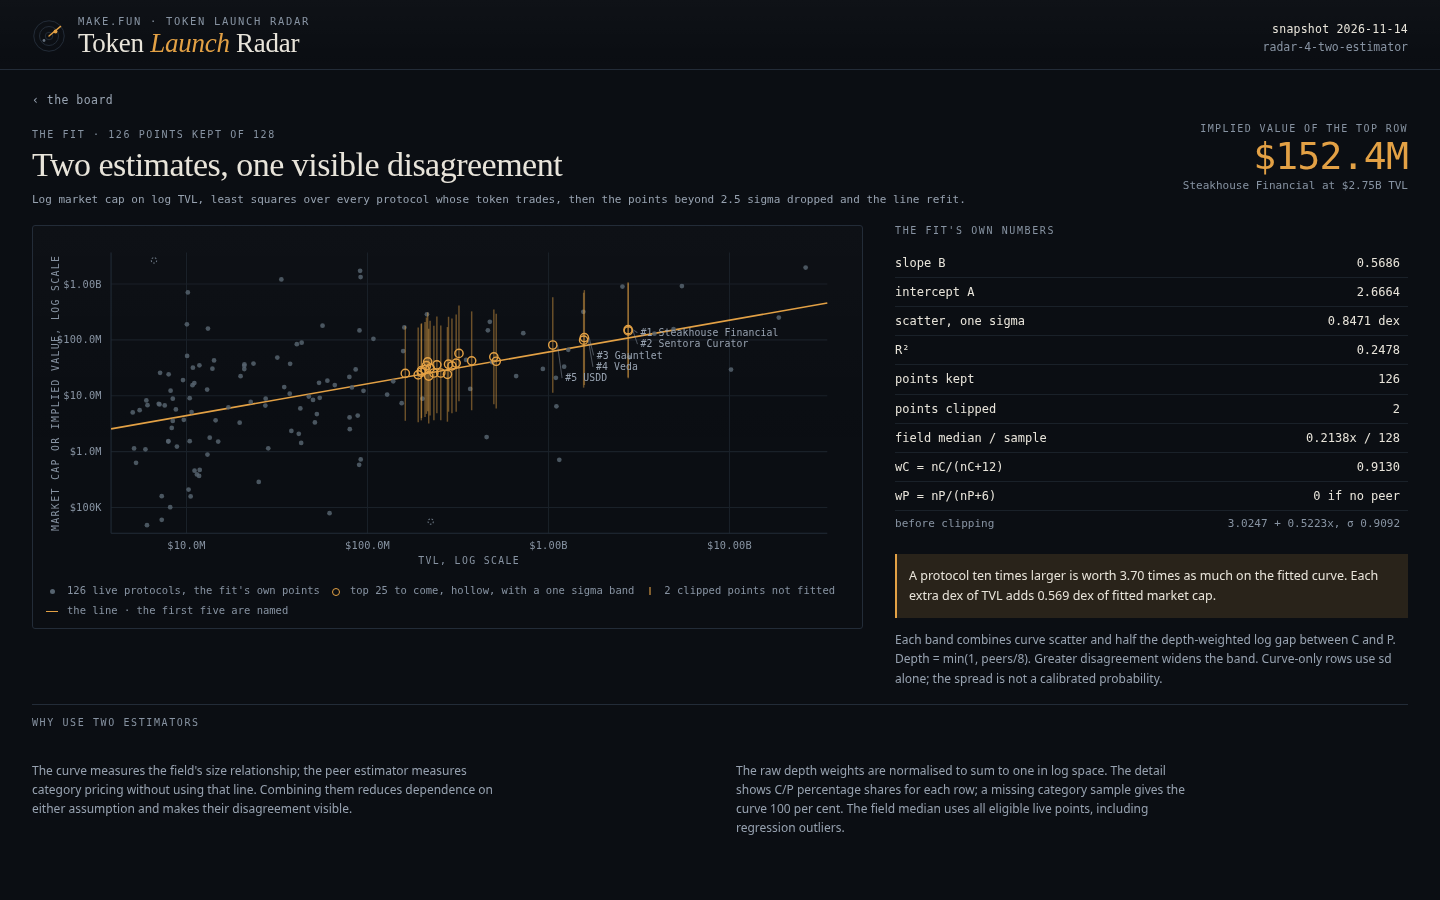 MAKE.FUN · TOKEN LAUNCH RADAR
Token Launch Radar
snapshot 2026-11-14
radar-4-two-estimator
‹ the board
THE FIT · 126 POINTS KEPT OF 128
Two estimates, one visible disagreement
Log market cap on log TVL, least squares over every protocol whose token trades, then the points beyond 2.5 sigma dropped and the line refit.
IMPLIED VALUE OF THE TOP ROW
$152.4M
Steakhouse Financial at $2.75B TVL
MARKET CAP OR IMPLIED VALUE, LOG SCALE
$1.00B
$100.0M
$10.0M
$1.0M
$100K
#1 Steakhouse Financial
#2 Sentora Curator
#3 Gauntlet
#4 Veda
#5 USDD
$10.0M
$100.0M
$1.00B
$10.00B
TVL, LOG SCALE
126 live protocols, the fit's own points
top 25 to come, hollow, with a one sigma band
2 clipped points not fitted
the line · the first five are named
THE FIT'S OWN NUMBERS
slope B 0.5686
intercept A 2.6664
scatter, one sigma 0.8471 dex
R² 0.2478
points kept 126
points clipped 2
field median / sample 0.2138x / 128
wC = nC/(nC+12) 0.9130
wP = nP/(nP+6) 0 if no peer
before clipping 3.0247 + 0.5223x, σ 0.9092
A protocol ten times larger is worth 3.70 times as much on the fitted curve. Each
extra dex of TVL adds 0.569 dex of fitted market cap.
Each band combines curve scatter and half the depth-weighted log gap between C and P.
Depth = min(1, peers/8). Greater disagreement widens the band. Curve-only rows use sd
alone; the spread is not a calibrated probability.
WHY USE TWO ESTIMATORS
The curve measures the field's size relationship; the peer estimator measures
category pricing without using that line. Combining them reduces dependence on
either assumption and makes their disagreement visible.
The raw depth weights are normalised to sum to one in log space. The detail
shows C/P percentage shares for each row; a missing category sample gives the
curve 100 per cent. The field median uses all eligible live points, including
regression outliers.